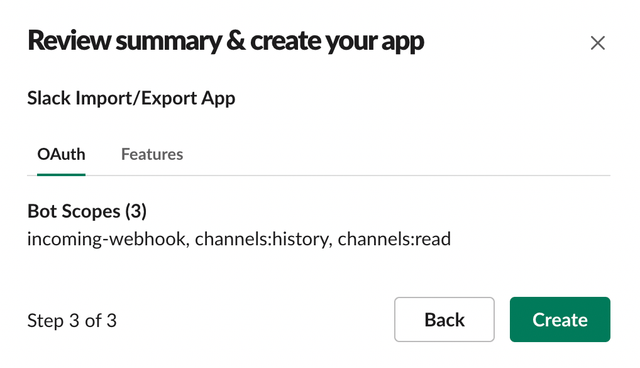 Review summary & create your app
Slack Import/Export App
OAuth Features
Bot Scopes (3)
incoming-webhook, channels:history, channels:read
Step 3 of 3 Back Create